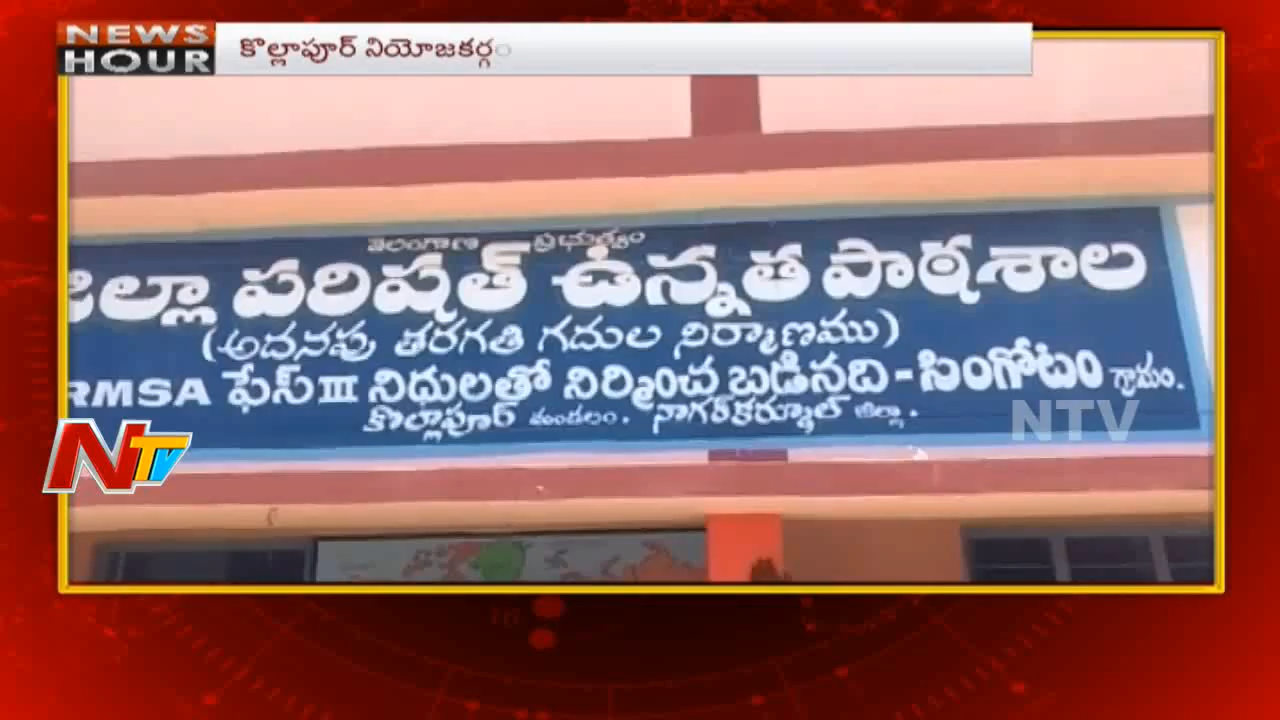 NEWS
HOUR
కొల్లాపూర్ నియోజకర్గం
తెలంగాణ ప్రభుత్వం
జిల్లా పరిషత్ ఉన్నత పాఠశాల
(అదనపు తరగతి గదుల నిర్మాణము)
RMSA ఫేస్ III నిధులతో నిర్మించ బడినది - సింగోటం గ్రామం.
కొల్లాపూర్ మండలం. నాగర్‌కర్నూల్ జిల్లా.
NTV
NTV